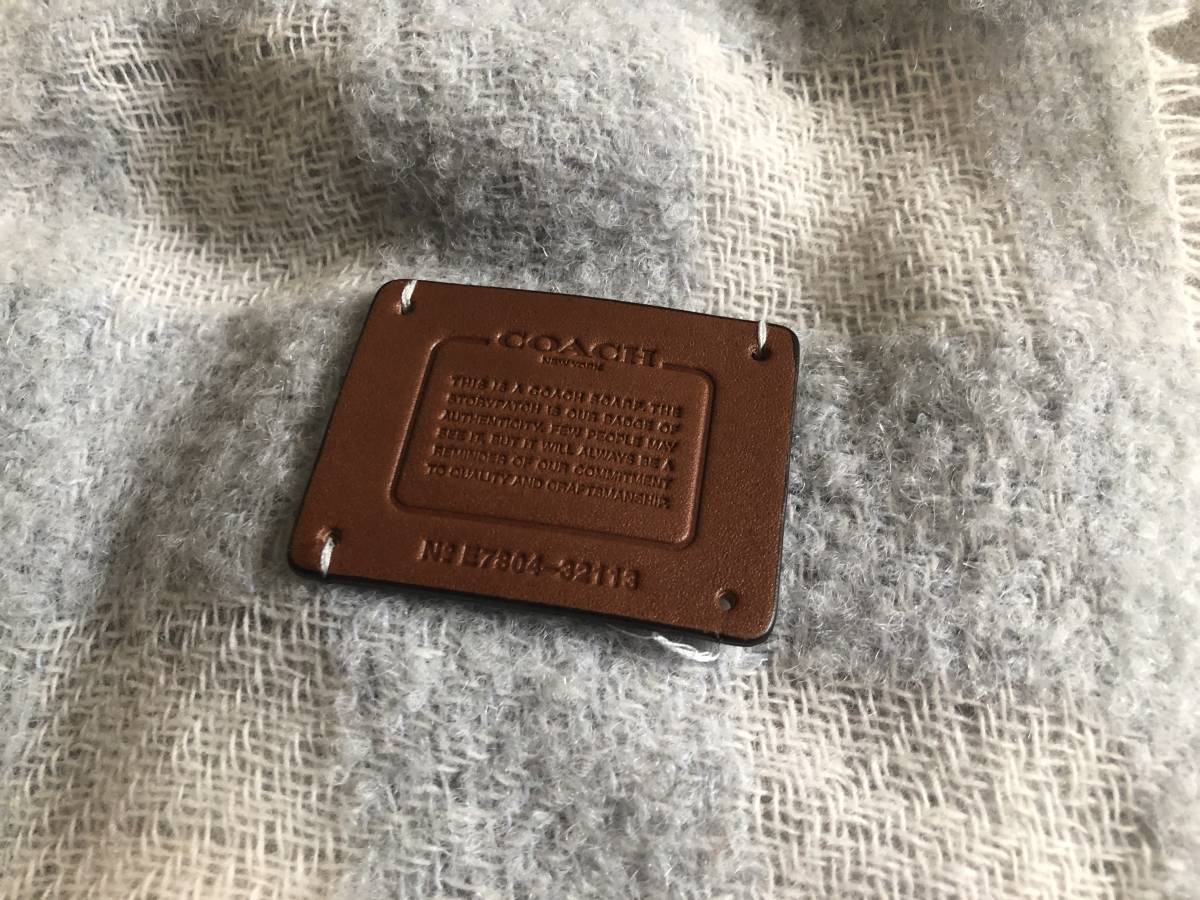 COACH
NEW YORK
THIS IS A COACH SCARF. THE
STORYPATCH IS OUR BADGE OF
AUTHENTICITY. FEW PEOPLE MAY
SEE IT, BUT IT WILL ALWAYS BE A
REMINDER OF OUR COMMITMENT
TO QUALITY AND CRAFTSMANSHIP.
Nº E7804-32113